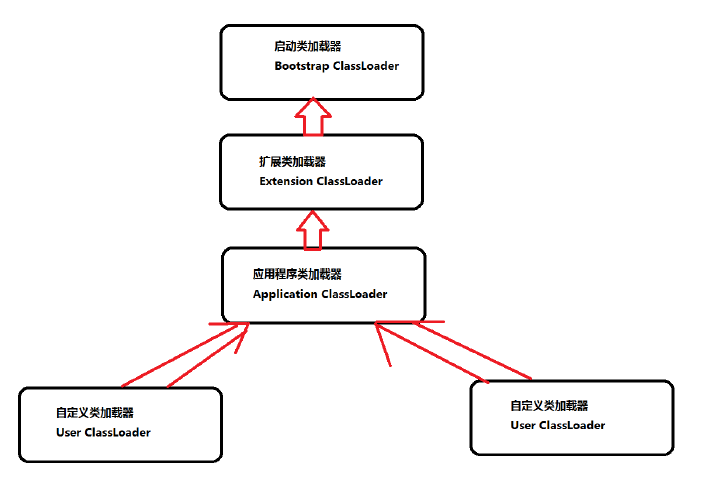 启动类加载器
Bootstrap ClassLoader
扩展类加载器
Extension ClassLoader
应用程序类加载器
Application ClassLoader
自定义类加载器
User ClassLoader
自定义类加载器
User ClassLoader